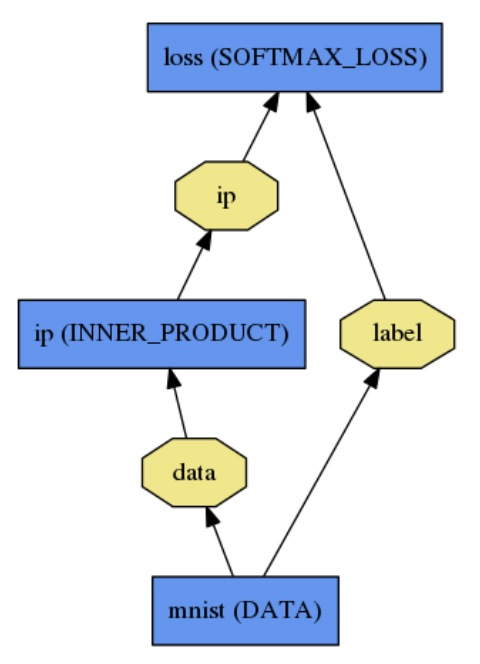 loss (SOFTMAX_LOSS)
ip
ip (INNER_PRODUCT)
label
data
mnist (DATA)